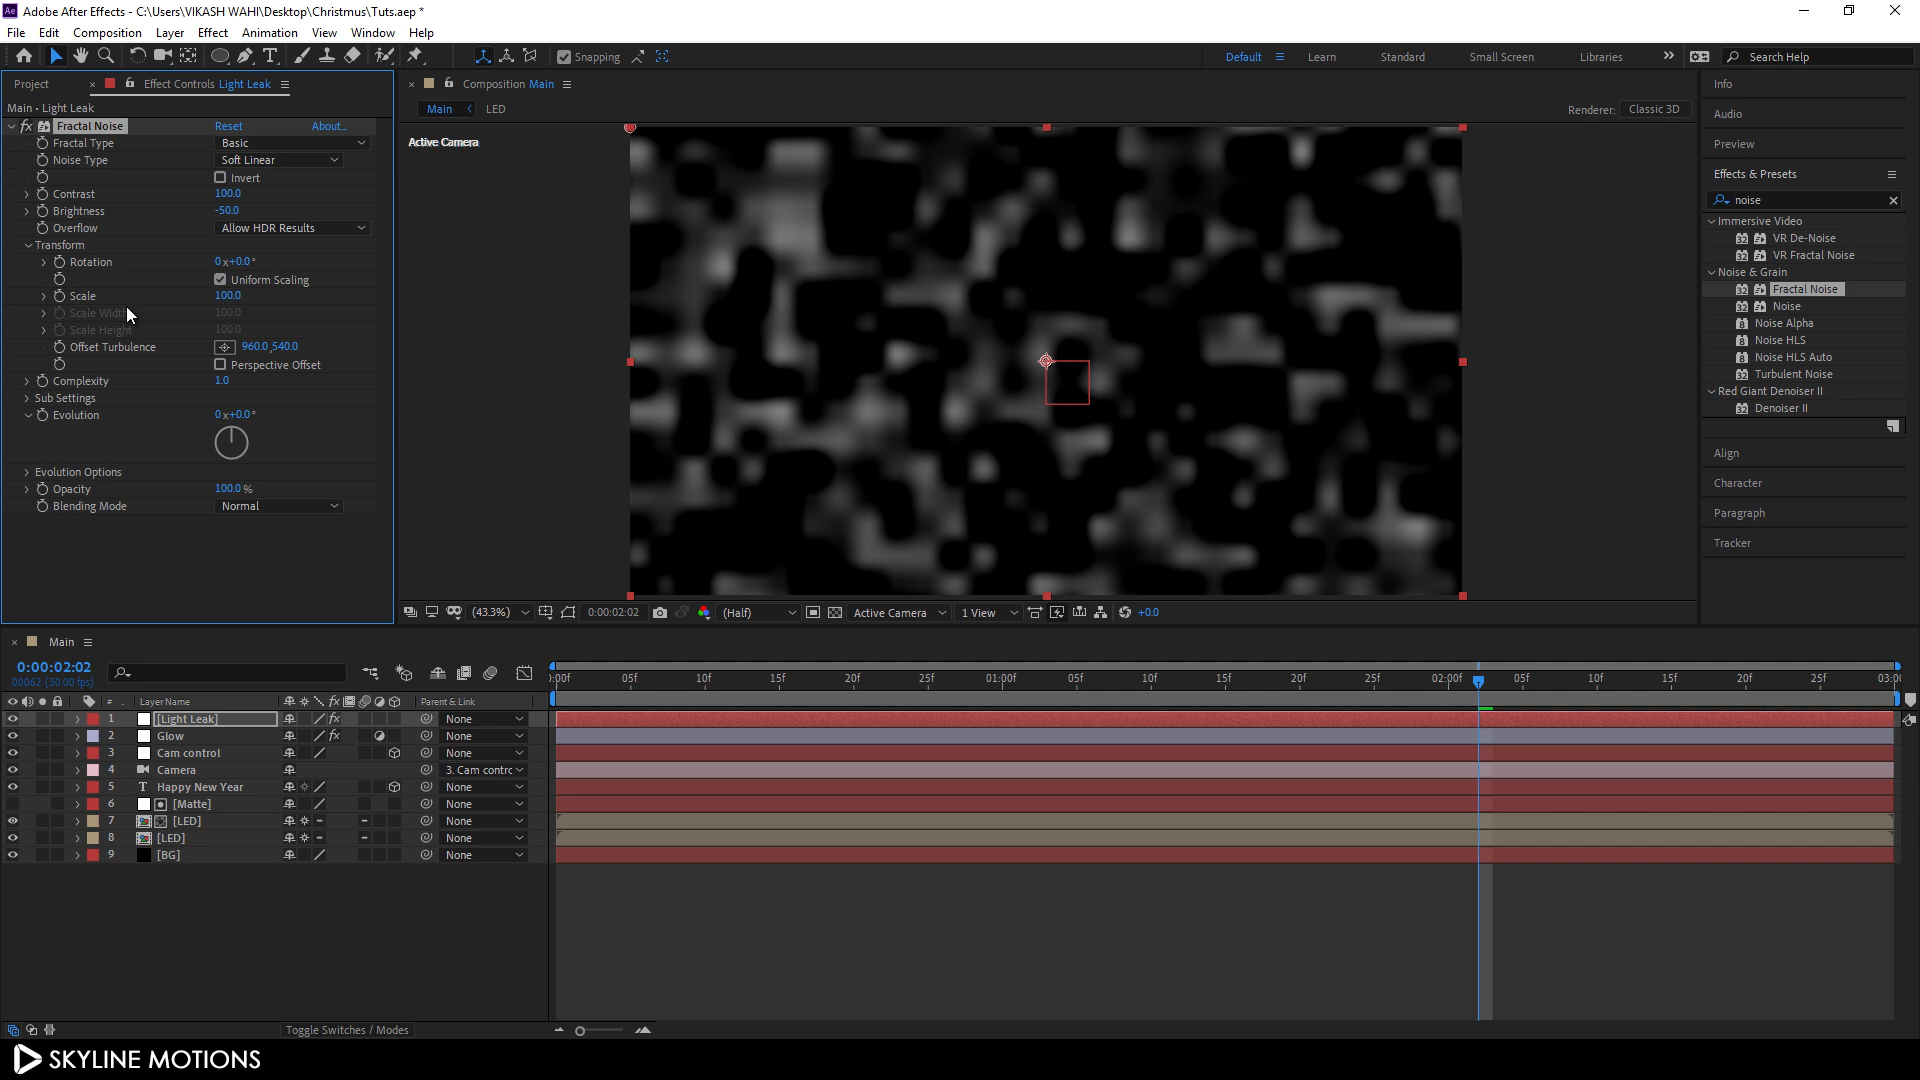 Ae Adobe After Effects - C:\Users\VIKASH WAHI\Desktop\Christmus\Tuts.aep *
File Edit Composition Layer Effect Animation View Window Help
Snapping Default Learn Standard Small Screen Libraries Search Help
Project Effect Controls Light Leak
Main • Light Leak
fx Fractal Noise Reset About...
Fractal Type Basic
Noise Type Soft Linear
Invert
Contrast 100.0
Brightness -50.0
Overflow Allow HDR Results
Transform
Rotation 0x+0.0°
Uniform Scaling
Scale 100.0
Scale Width 100.0
Scale Height 100.0
Offset Turbulence 960.0,540.0
Perspective Offset
Complexity 1.0
Sub Settings
Evolution 0x+0.0°
Evolution Options
Opacity 100.0 %
Blending Mode Normal
Composition Main
Main LED
Renderer: Classic 3D
Active Camera
(43.3%) 0:00:02:02 (Half) Active Camera 1 View +0.0
Info
Audio
Preview
Effects & Presets
noise
Immersive Video
VR De-Noise
VR Fractal Noise
Noise & Grain
Fractal Noise
Noise
Noise Alpha
Noise HLS
Noise HLS Auto
Turbulent Noise
Red Giant Denoiser II
Denoiser II
Align
Character
Paragraph
Tracker
Main
0:00:02:02
00062 (30.00 fps)
):00f 05f 10f 15f 20f 25f 01:00f 05f 10f 15f 20f 25f 02:00f 05f 10f 15f 20f 25f 03:00
# Layer Name Parent & Link
1 [Light Leak] fx None
2 Glow fx None
3 Cam control None
4 Camera 3. Cam contrc
5 T Happy New Year None
6 [Matte] None
7 [LED] None
8 [LED] None
9 [BG] None
Toggle Switches / Modes
SKYLINE MOTIONS